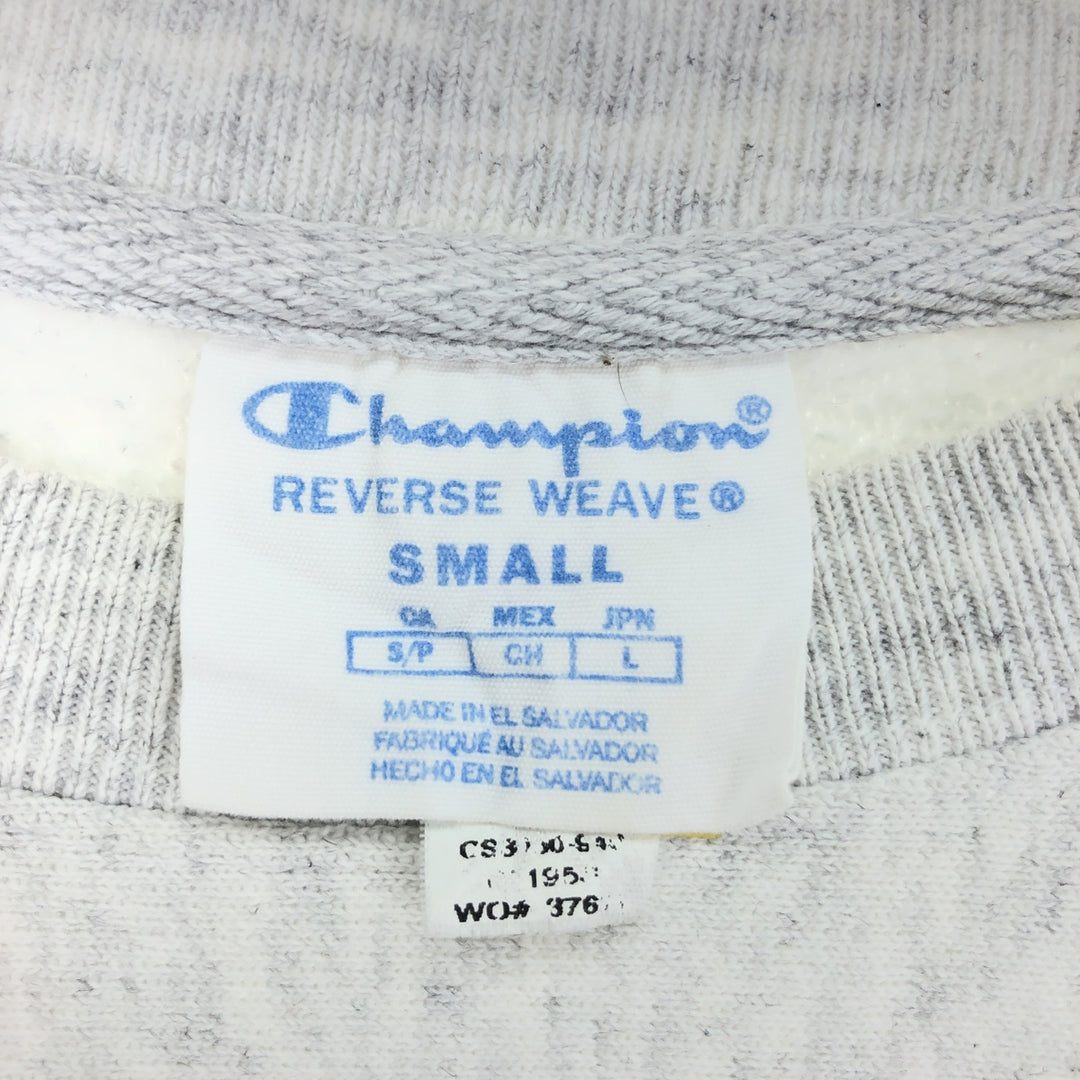 Champion®
REVERSE WEAVE®
SMALL
CA MEX JPN
S/P CH L
MADE IN EL SALVADOR
FABRIQUÉ AU SALVADOR
HECHO EN EL SALVADOR
WO#